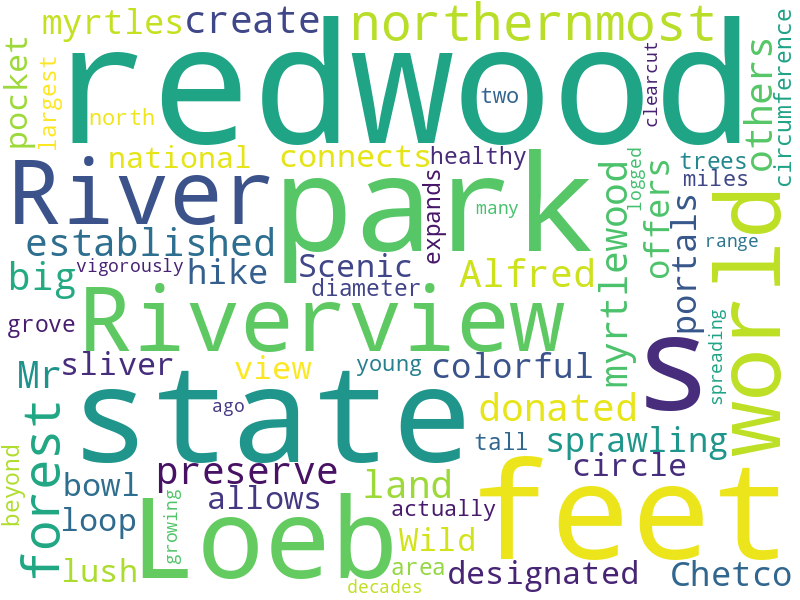 redwood
myrtles
create
northernmost
pocket
largest
north
two
clearcut
others
circumference
River
national
connects
healthy
park
many
expands
myrtlewood
logged
offers
trees
miles
portals
range
world
established
big
vigorously
hike
Scenic
diameter
Alfred
Riverview
grove
sliver
Mr
view
young
colorful
s
spreading
state
ago
donated
tall
sprawling
forest
beyond
bowl
loop
lush
preserve
allows
growing
Loeb
land
actually
Wild
area
decades
circle
feet
designated
Chetco